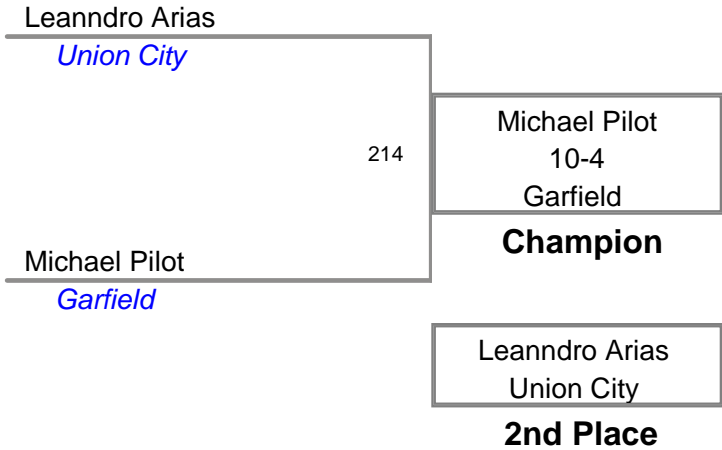 Leanndro Arias
Union City
214
Michael Pilot
10-4
Garfield
Champion
Michael Pilot
Garfield
Leanndro Arias
Union City
2nd Place